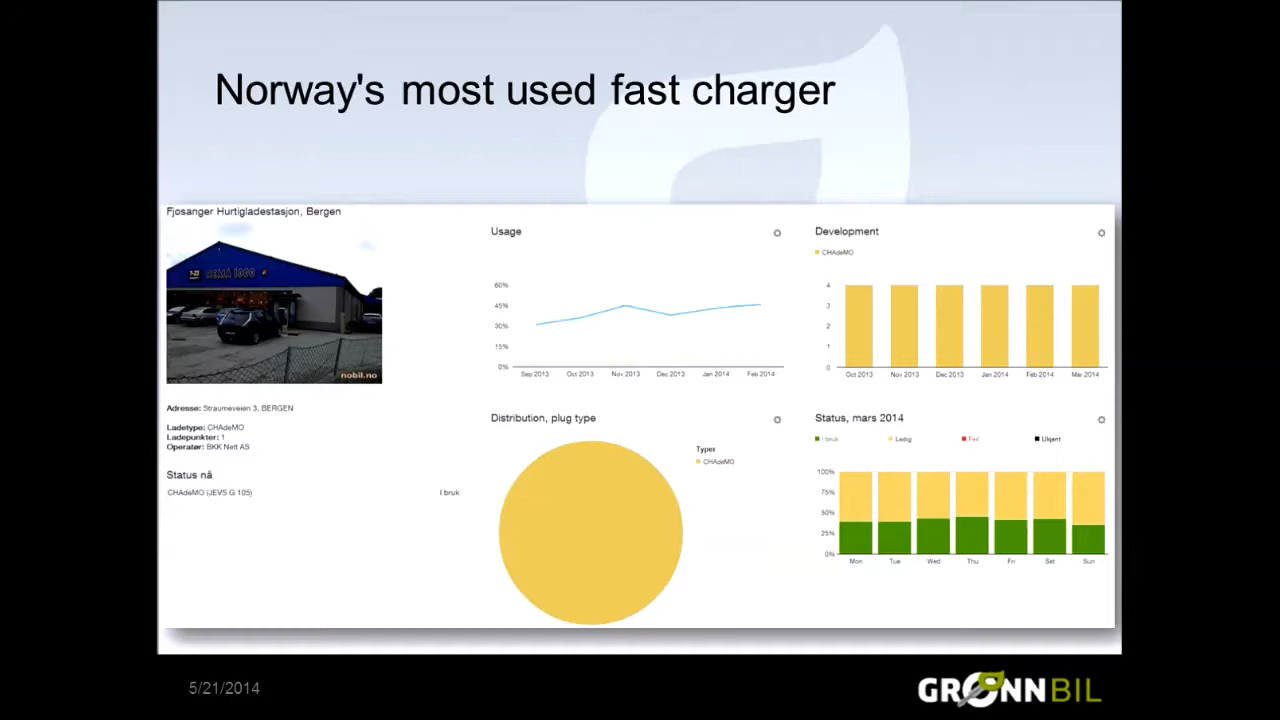 Norway's most used fast charger
Fjøsanger Hurtigladestasjon, Bergen
REMA 1000
nobil.no
Adresse: Straumeveien 3, BERGEN
Ladetype: CHAdeMO
Ladepunkter: 1
Operatør: BKK Nett AS
Status nå
CHAdeMO (JEVS G 105) I bruk
Usage
60%
45%
30%
15%
0%
Sep 2013 Oct 2013 Nov 2013 Dec 2013 Jan 2014 Feb 2014
Development
CHAdeMO
4
3
2
1
0
Oct 2013 Nov 2013 Dec 2013 Jan 2014 Feb 2014 Mar 2014
Distribution, plug type
Typer
CHAdeMO
Status, mars 2014
I bruk Ledig Feil Ukjent
100%
75%
50%
25%
0%
Mon Tue Wed Thu Fri Sat Sun
5/21/2014
GRØNN BIL